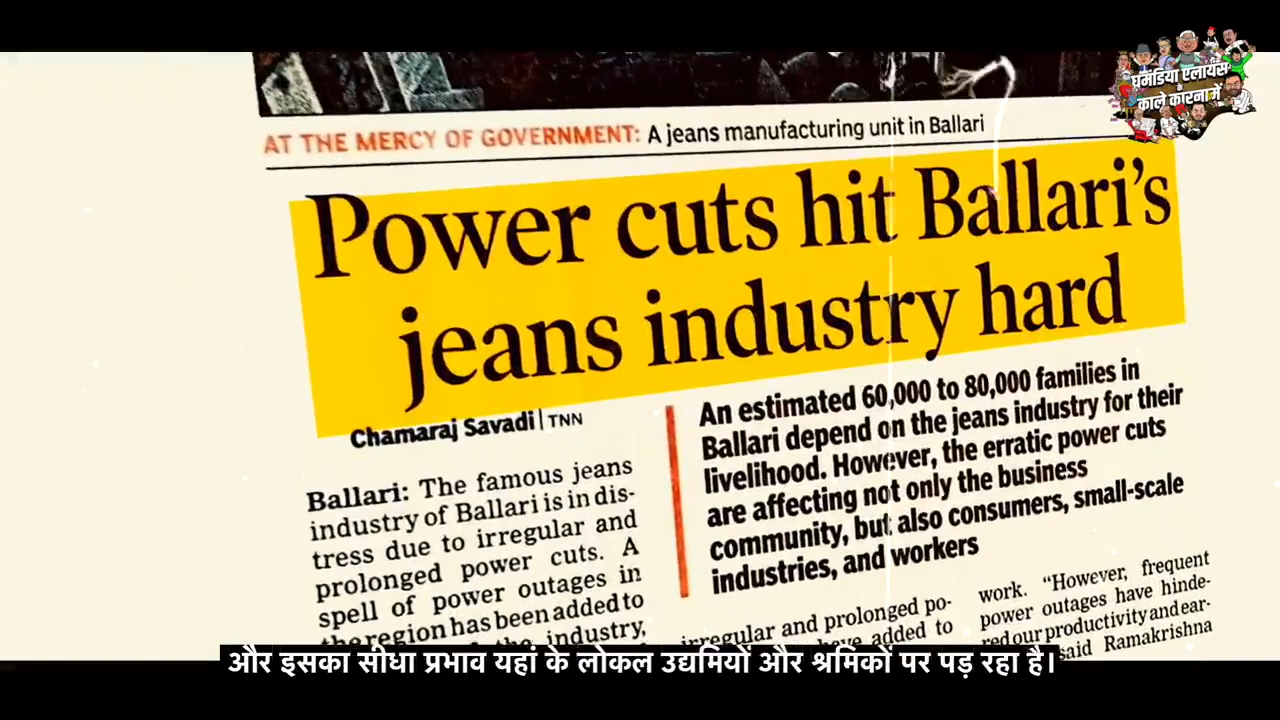 घमंडिया एलायंस
के
काले कारनामे
AT THE MERCY OF GOVERNMENT: A jeans manufacturing unit in Ballari
Power cuts hit Ballari's
jeans industry hard
Chamaraj Savadi | TNN
Ballari: The famous jeans
industry of Ballari is in dis-
tress due to irregular and
prolonged power cuts. A
spell of power outages in
the region has been added to
the industry,
An estimated 60,000 to 80,000 families in
Ballari depend on the jeans industry for their
livelihood. However, the erratic power cuts
are affecting not only the business
community, but also consumers, small-scale
industries, and workers
irregular and prolonged po-
have added to
work. “However, frequent
power outages have hinde-
red our productivity and ear-
said Ramakrishna
और इसका सीधा प्रभाव यहां के लोकल उद्यमियों और श्रमिकों पर पड़ रहा है।